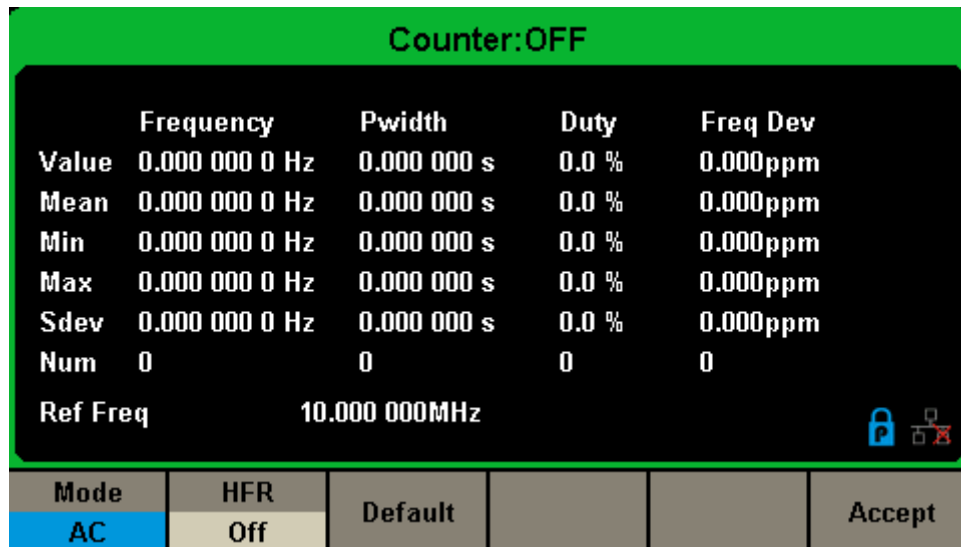 Counter:OFF
Frequency Pwidth Duty Freq Dev
Value 0.000 000 0 Hz 0.000 000 s 0.0 % 0.000ppm
Mean 0.000 000 0 Hz 0.000 000 s 0.0 % 0.000ppm
Min 0.000 000 0 Hz 0.000 000 s 0.0 % 0.000ppm
Max 0.000 000 0 Hz 0.000 000 s 0.0 % 0.000ppm
Sdev 0.000 000 0 Hz 0.000 000 s 0.0 % 0.000ppm
Num 0 0 0 0
Ref Freq 10.000 000MHz
P
Mode HFR Default Accept
AC Off